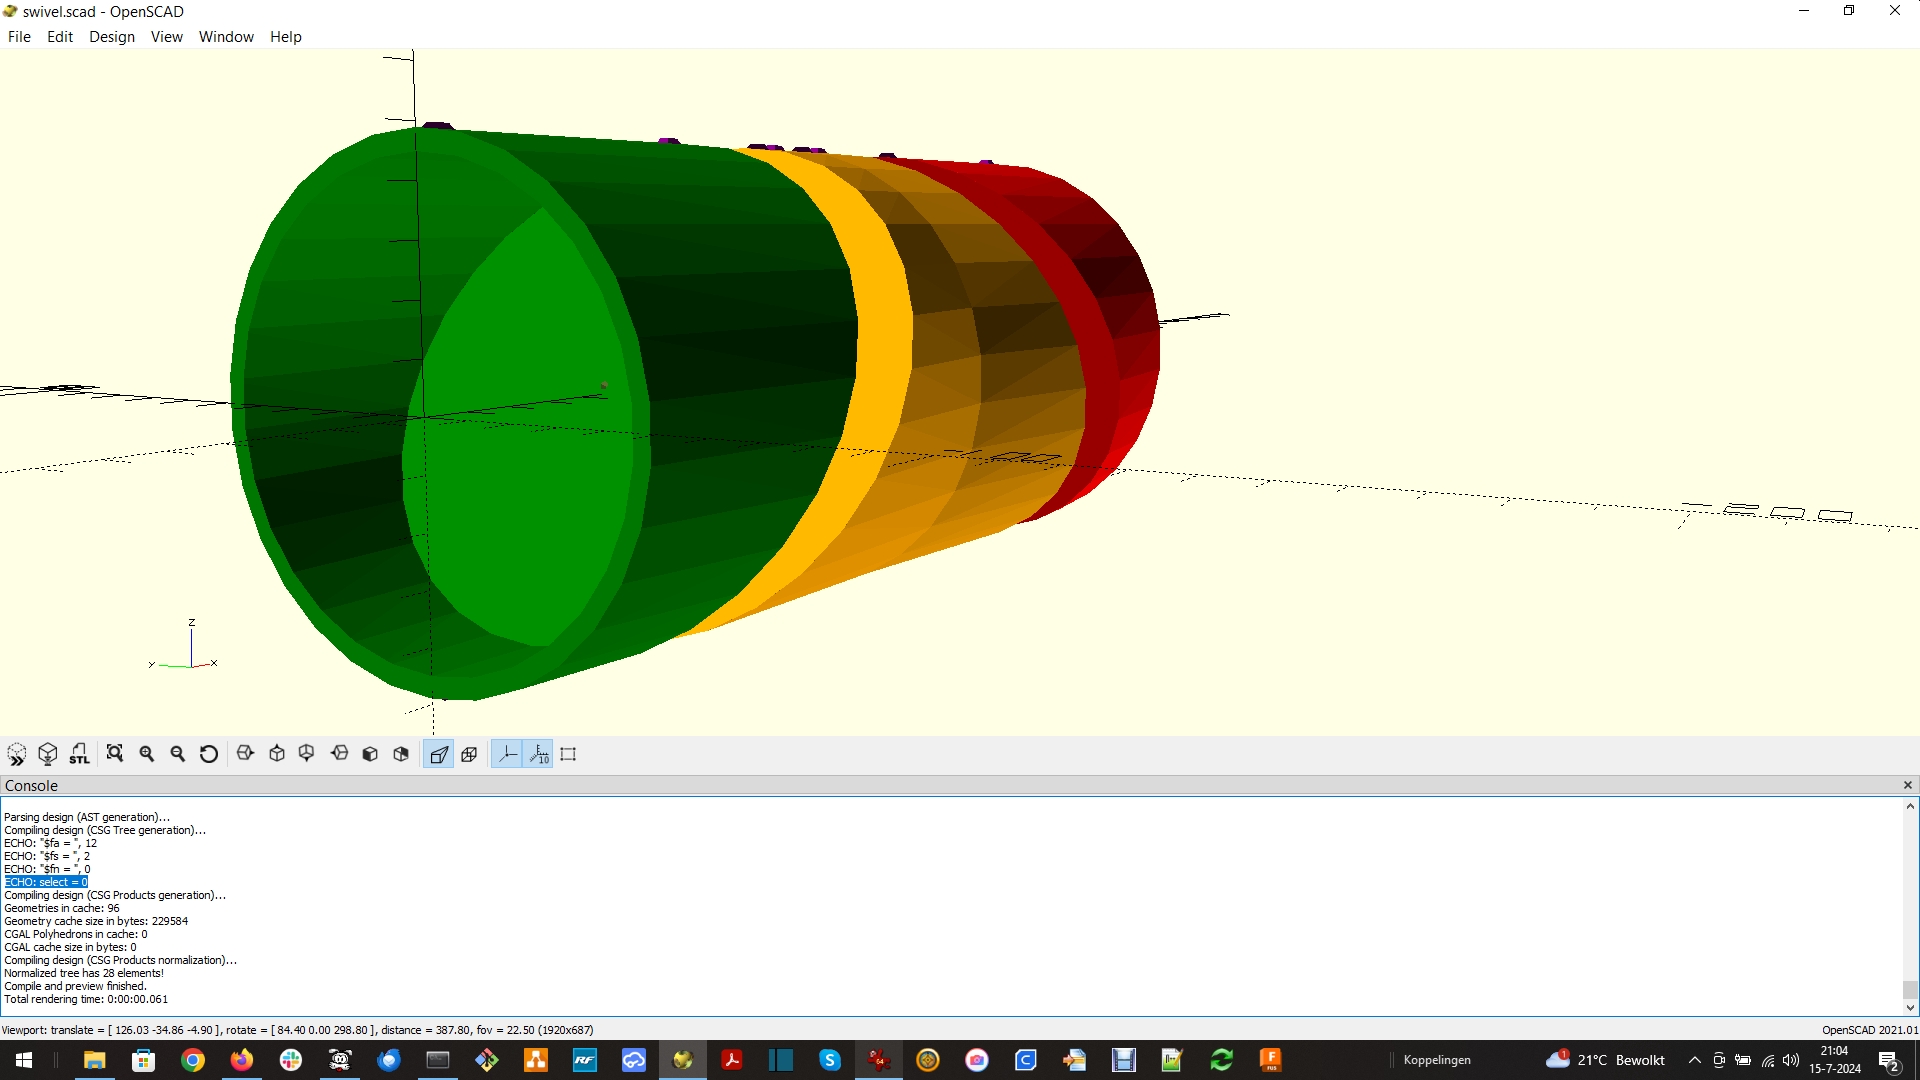 swivel.scad - OpenSCAD
File Edit Design View Window Help
z
y
x
STL
10
Console
Parsing design (AST generation)...
Compiling design (CSG Tree generation)...
ECHO: "$fa = ", 12
ECHO: "$fs = ", 2
ECHO: "$fn = ", 0
ECHO: select = 0
Compiling design (CSG Products generation)...
Geometries in cache: 96
Geometry cache size in bytes: 229584
CGAL Polyhedrons in cache: 0
CGAL cache size in bytes: 0
Compiling design (CSG Products normalization)...
Normalized tree has 28 elements!
Compile and preview finished.
Total rendering time: 0:00:00.061
Viewport: translate = [ 126.03 -34.86 -4.90 ], rotate = [ 84.40 0.00 298.80 ], distance = 387.80, fov = 22.50 (1920x687)
OpenSCAD 2021.01
RF
S
64
C
F
Koppelingen
1
21°C Bewolkt
21:04
15-7-2024
2